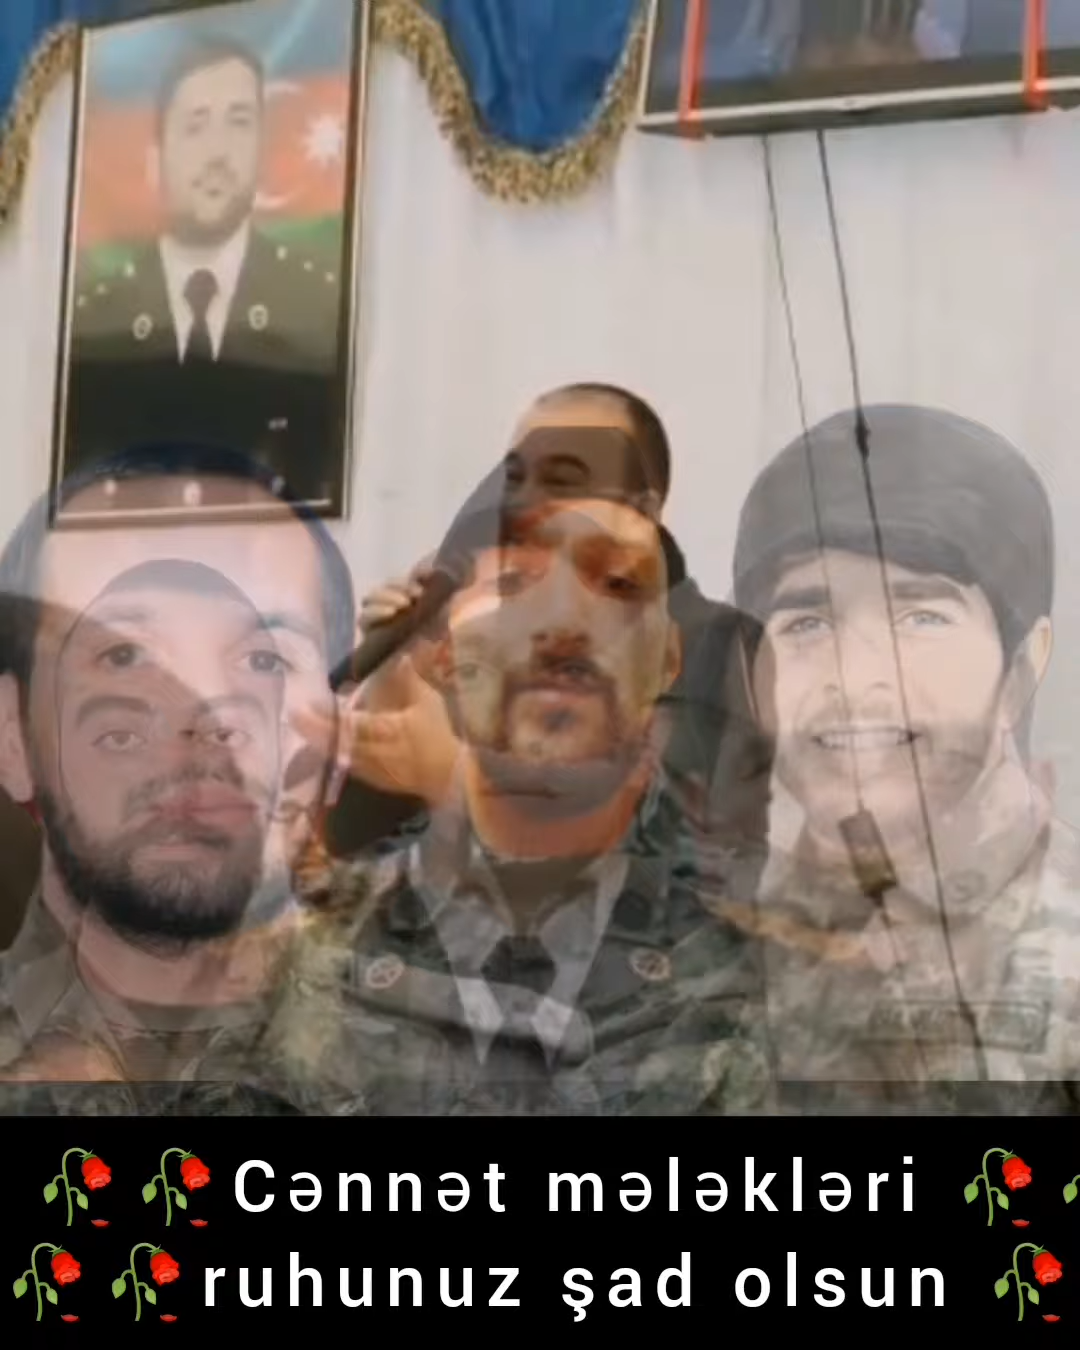 🥀 🥀 Cənnət mələkləri 🥀 🥀
🥀 🥀 ruhunuz şad olsun 🥀